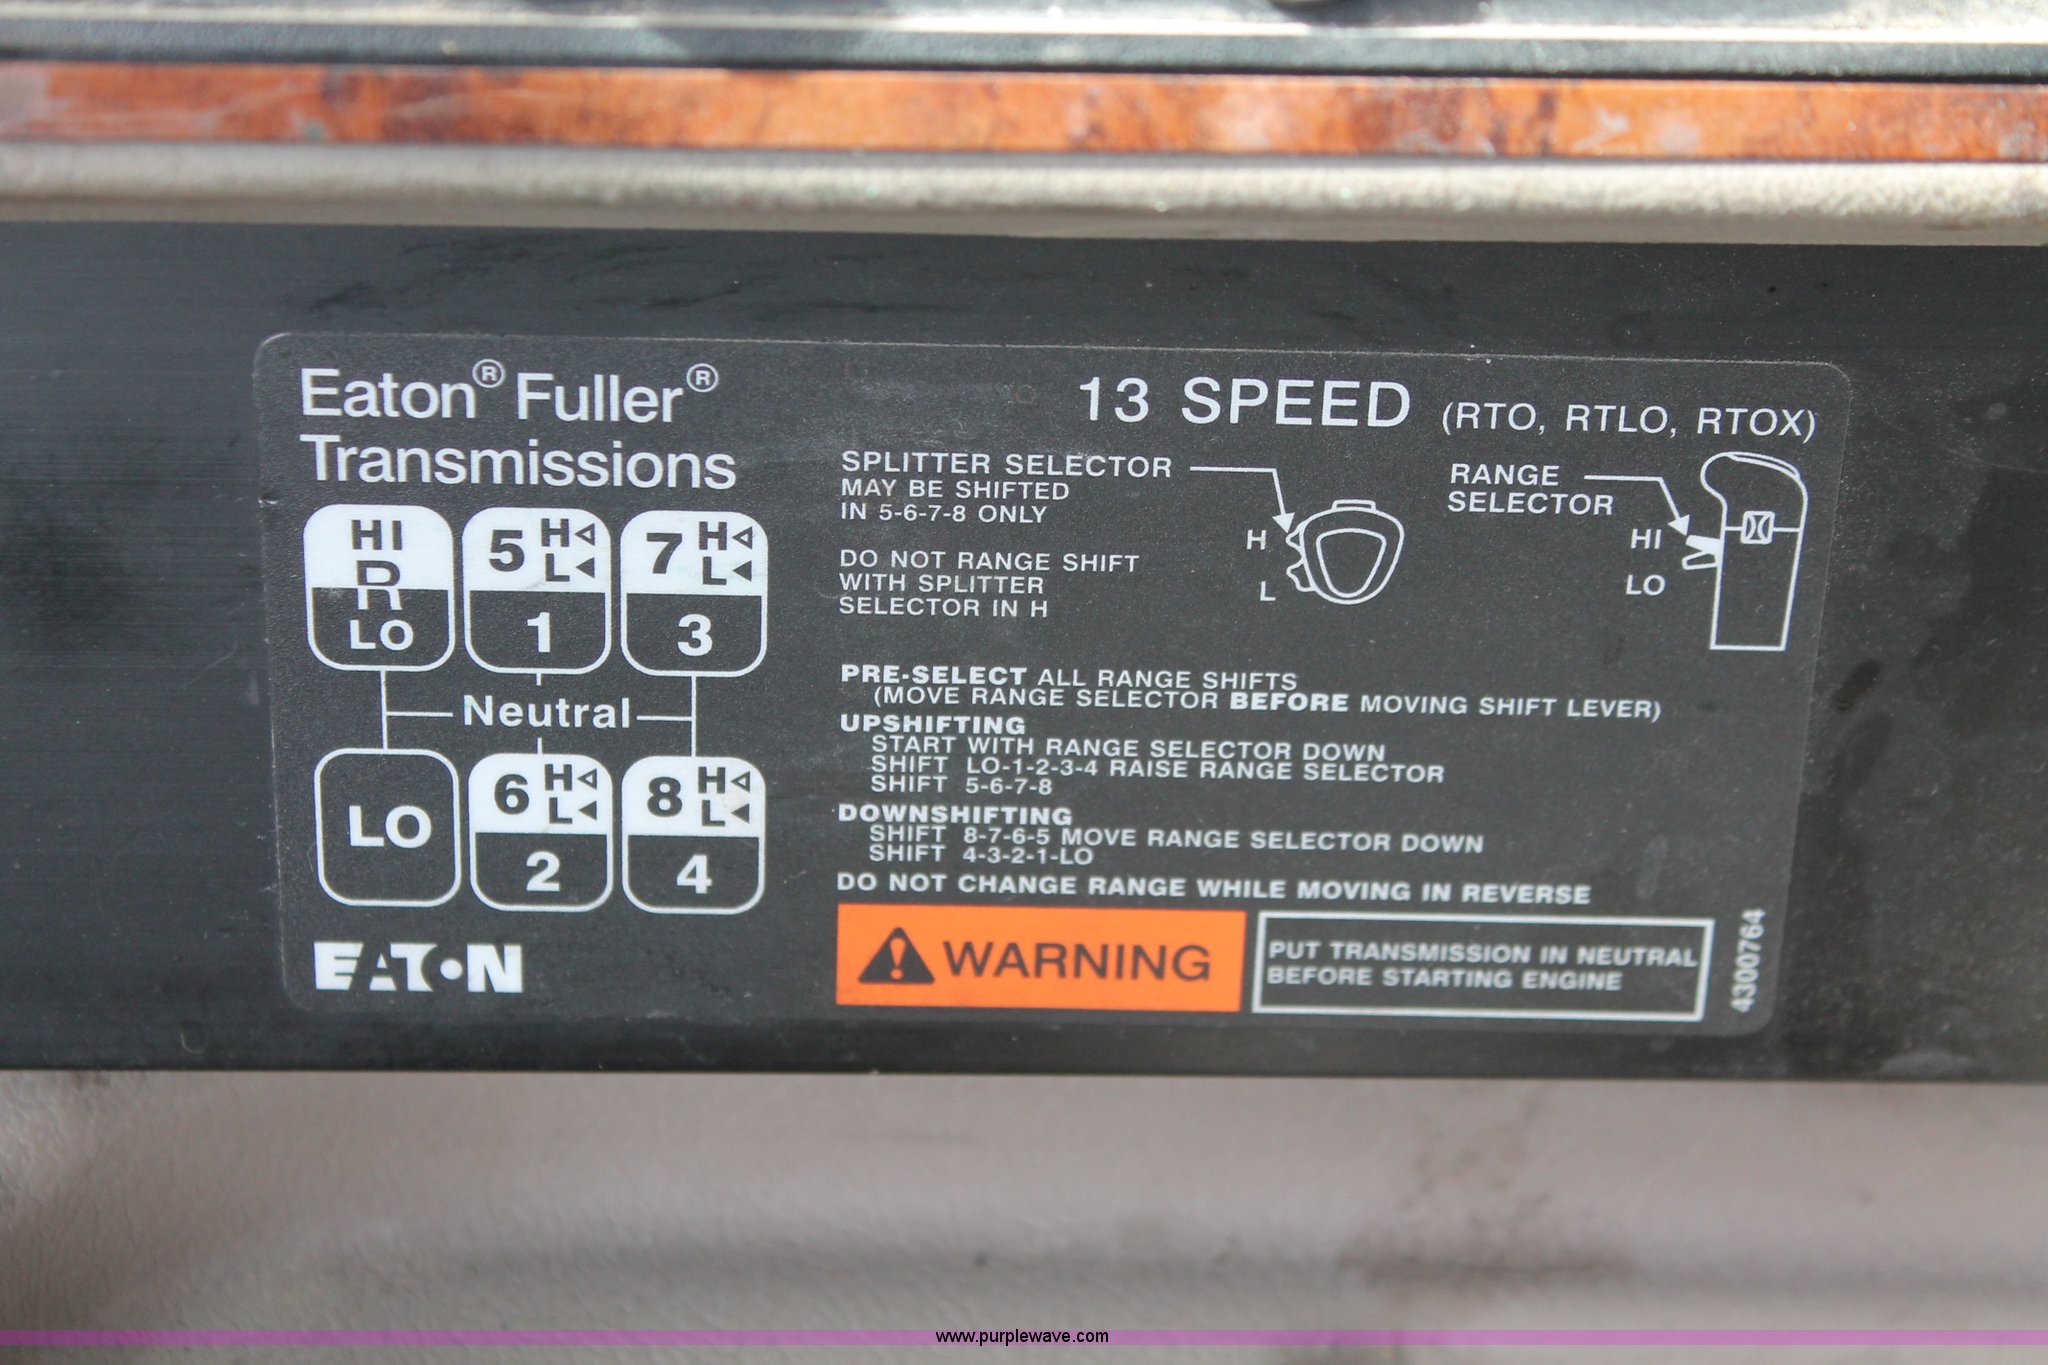 Eaton® Fuller®
Transmissions
13 SPEED (RTO, RTLO, RTOX)
HI
R
LO
5 H
L
1
7 H
L
3
Neutral
LO
6 H
L
2
8 H
L
4
EATON
SPLITTER SELECTOR
MAY BE SHIFTED
IN 5-6-7-8 ONLY
DO NOT RANGE SHIFT
WITH SPLITTER
SELECTOR IN H
H
L
RANGE
SELECTOR
HI
LO
PRE-SELECT ALL RANGE SHIFTS
(MOVE RANGE SELECTOR BEFORE MOVING SHIFT LEVER)
UPSHIFTING
START WITH RANGE SELECTOR DOWN
SHIFT LO-1-2-3-4 RAISE RANGE SELECTOR
SHIFT 5-6-7-8
DOWNSHIFTING
SHIFT 8-7-6-5 MOVE RANGE SELECTOR DOWN
SHIFT 4-3-2-1-LO
DO NOT CHANGE RANGE WHILE MOVING IN REVERSE
WARNING
PUT TRANSMISSION IN NEUTRAL
BEFORE STARTING ENGINE
4300764
www.purplewave.com